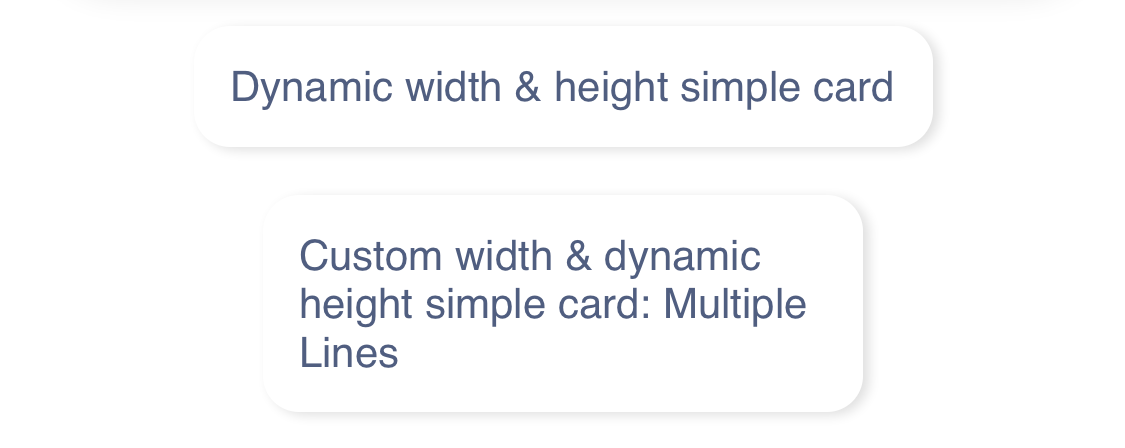 Dynamic width & height simple card
Custom width & dynamic
height simple card: Multiple
Lines